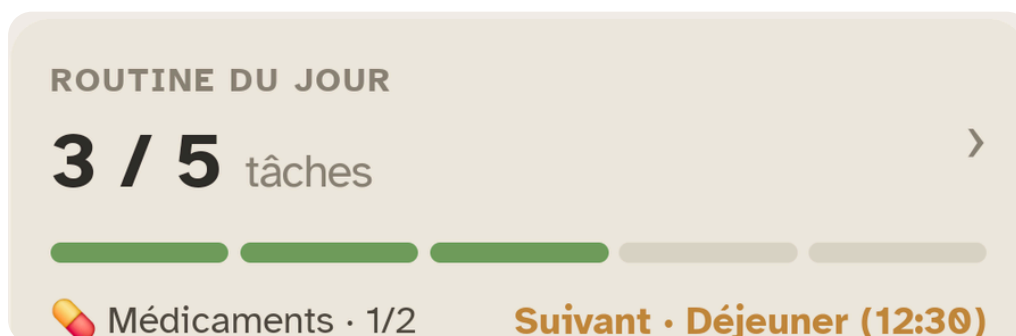 ROUTINE DU JOUR
3 / 5 tâches
Médicaments · 1/2 Suivant · Déjeuner (12:30)